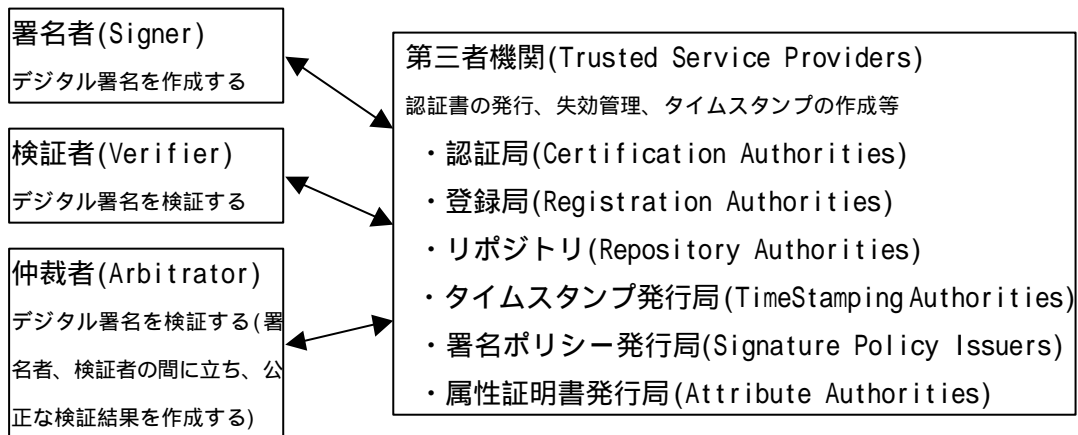 署名者(Signer)
デジタル署名を作成する
検証者(Verifier)
デジタル署名を検証する
仲裁者(Arbitrator)
デジタル署名を検証する(署
名者、検証者の間に立ち、公
正な検証結果を作成する)
第三者機関(Trusted Service Providers)
認証書の発行、失効管理、タイムスタンプの作成等
・認証局(Certification Authorities)
・登録局(Registration Authorities)
・リポジトリ(Repository Authorities)
・タイムスタンプ発行局(TimeStamping Authorities)
・署名ポリシー発行局(Signature Policy Issuers)
・属性証明書発行局(Attribute Authorities)